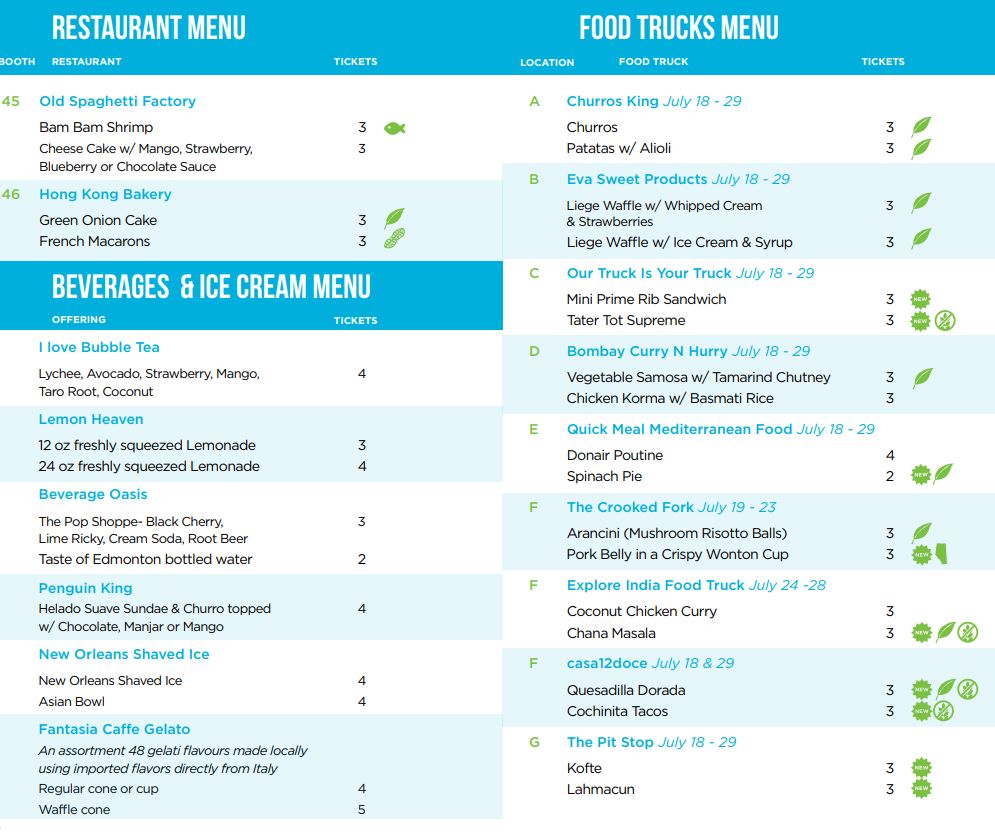 RESTAURANT MENU
BOOTH RESTAURANT TICKETS
45 Old Spaghetti Factory
Bam Bam Shrimp 3
Cheese Cake w/ Mango, Strawberry, 3
Blueberry or Chocolate Sauce
46 Hong Kong Bakery
Green Onion Cake 3
French Macarons 3
BEVERAGES & ICE CREAM MENU
OFFERING TICKETS
I love Bubble Tea
Lychee, Avocado, Strawberry, Mango, 4
Taro Root, Coconut
Lemon Heaven
12 oz freshly squeezed Lemonade 3
24 oz freshly squeezed Lemonade 4
Beverage Oasis
The Pop Shoppe- Black Cherry, 3
Lime Ricky, Cream Soda, Root Beer
Taste of Edmonton bottled water 2
Penguin King
Helado Suave Sundae & Churro topped 4
w/ Chocolate, Manjar or Mango
New Orleans Shaved Ice
New Orleans Shaved Ice 4
Asian Bowl 4
Fantasia Caffe Gelato
An assortment 48 gelati flavours made locally
using imported flavors directly from Italy
Regular cone or cup 4
Waffle cone 5
FOOD TRUCKS MENU
LOCATION FOOD TRUCK TICKETS
A Churros King July 18 - 29
Churros 3
Patatas w/ Alioli 3
B Eva Sweet Products July 18 - 29
Liege Waffle w/ Whipped Cream 3
& Strawberries
Liege Waffle w/ Ice Cream & Syrup 3
C Our Truck Is Your Truck July 18 - 29
Mini Prime Rib Sandwich 3 NEW
Tater Tot Supreme 3 NEW
D Bombay Curry N Hurry July 18 - 29
Vegetable Samosa w/ Tamarind Chutney 3
Chicken Korma w/ Basmati Rice 3
E Quick Meal Mediterranean Food July 18 - 29
Donair Poutine 4
Spinach Pie 2 NEW
F The Crooked Fork July 19 - 23
Arancini (Mushroom Risotto Balls) 3
Pork Belly in a Crispy Wonton Cup 3 NEW
F Explore India Food Truck July 24 -28
Coconut Chicken Curry 3
Chana Masala 3 NEW
F casa12doce July 18 & 29
Quesadilla Dorada 3 NEW
Cochinita Tacos 3 NEW
G The Pit Stop July 18 - 29
Kofte 3 NEW
Lahmacun 3 NEW